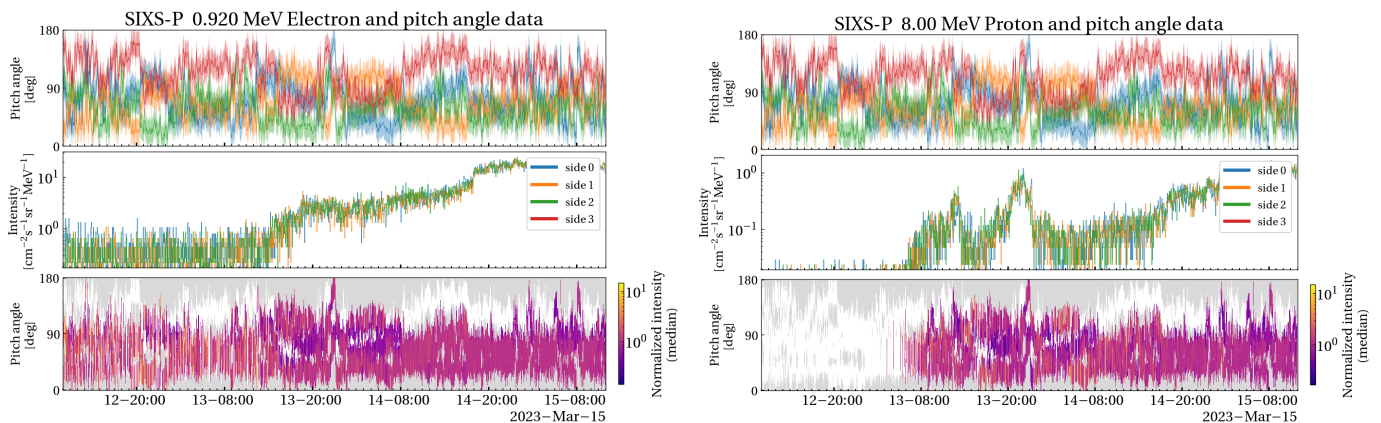 SIXS-P 0.920 MeV Electron and pitch angle data
180
90
0
Pitch angle
[deg]
10¹
10⁰
Intensity
[cm⁻²s⁻¹sr⁻¹MeV⁻¹]
side 0
side 1
side 2
side 3
180
90
0
Pitch angle
[deg]
10¹
10⁰
Normalized intensity
(median)
12−20:00
13−08:00
13−20:00
14−08:00
14−20:00
15−08:00
2023−Mar−15
SIXS-P 8.00 MeV Proton and pitch angle data
180
90
0
Pitch angle
[deg]
10⁰
10⁻¹
Intensity
[cm⁻²s⁻¹sr⁻¹MeV⁻¹]
side 0
side 1
side 2
side 3
180
90
0
Pitch angle
[deg]
10¹
10⁰
Normalized intensity
(median)
12−20:00
13−08:00
13−20:00
14−08:00
14−20:00
15−08:00
2023−Mar−15